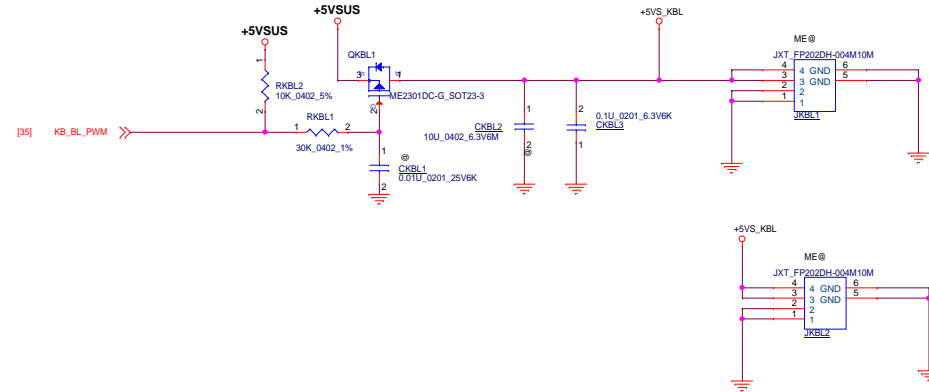 +5VSUS
+5VSUS
+5VS_KBL
QKBL1
3
1
2
ME2301DC-G_SOT23-3
1
RKBL2
10K_0402_5%
2
[35] KB_BL_PWM
RKBL1
1
2
30K_0402_1%
1
@
CKBL1
0.01U_0201_25V6K
2
1
CKBL2
10U_0402_6.3V6M
2
@
2
0.1U_0201_6.3V6K
CKBL3
1
ME@
JXT_FP202DH-004M10M
4 4 GND 6
3 3 GND 5
2 2
1 1
JKBL1
+5VS_KBL
ME@
JXT_FP202DH-004M10M
4 4 GND 6
3 3 GND 5
2 2
1 1
JKBL2